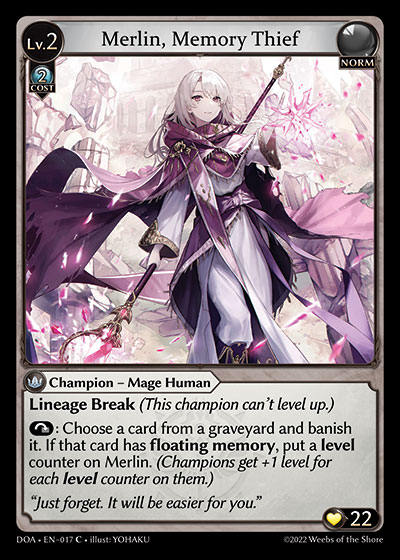 Lv.2
Merlin, Memory Thief
NORM
2
COST
Champion – Mage Human
Lineage Break (This champion can't level up.)
: Choose a card from a graveyard and banish
it. If that card has floating memory, put a level
counter on Merlin. (Champions get +1 level for
each level counter on them.)
“Just forget. It will be easier for you.”
22
DOA • EN-017 C • illust: YOHAKU
©2022 Weebs of the Shore